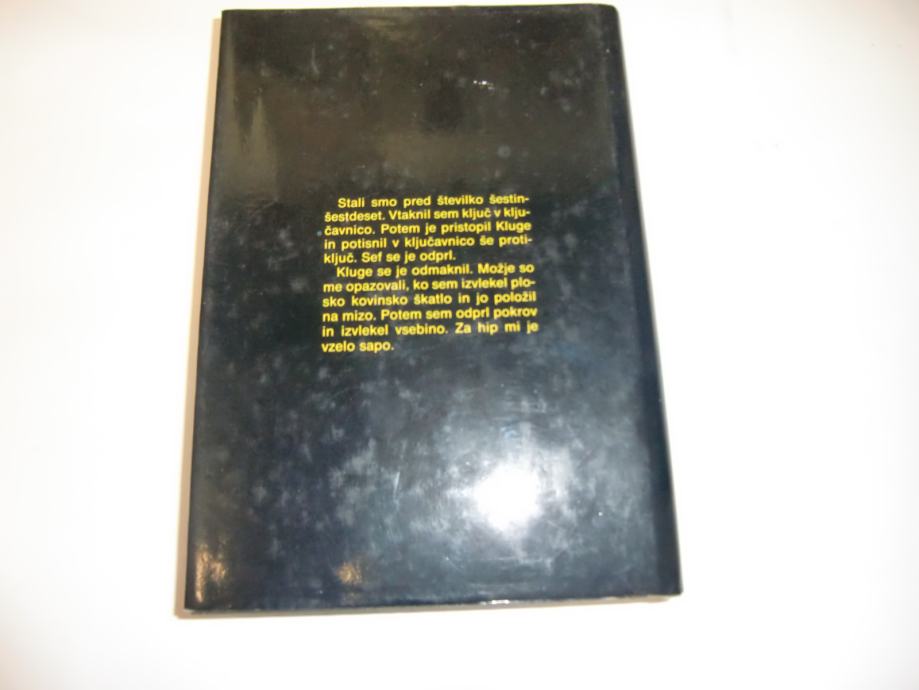 Stali smo pred številko šestin-
šestdeset. Vtaknil sem ključ v klju-
čavnico. Potem je pristopil Kluge
in potisnil v ključavnico še proti-
ključ. Sef se je odprl.
Kluge se je odmaknil. Možje so
me opazovali, ko sem izvlekel plo-
sko kovinsko škatlo in jo položil
na mizo. Potem sem odprl pokrov
in izvlekel vsebino. Za hip mi je
vzelo sapo.